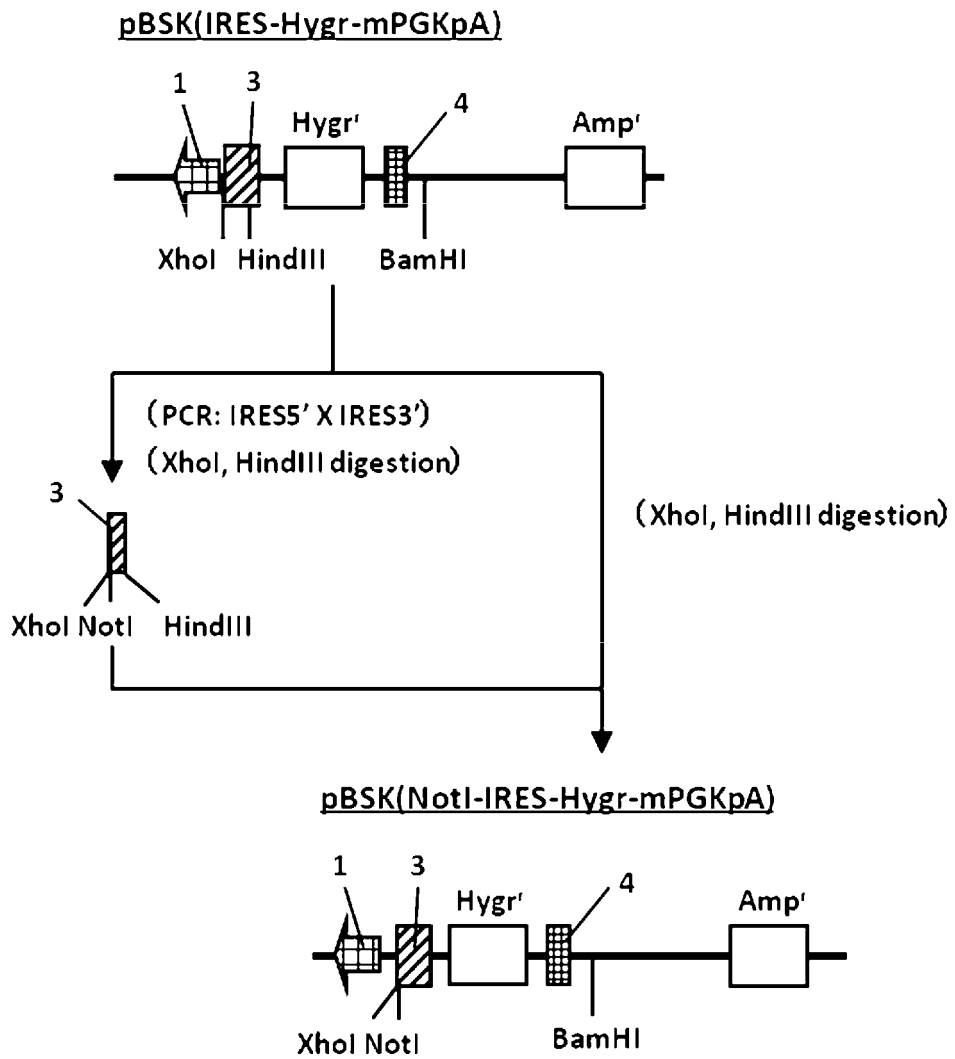 pBSK(IRES-Hygr-mPGKpA)
1 3 Hygrʳ 4 Ampʳ
XhoI HindIII BamHI
(PCR: IRES5′ X IRES3′)
(XhoI, HindIII digestion)
3
(XhoI, HindIII digestion)
XhoI NotI HindIII
pBSK(NotI-IRES-Hygr-mPGKpA)
1 3 Hygrʳ 4 Ampʳ
XhoI NotI BamHI